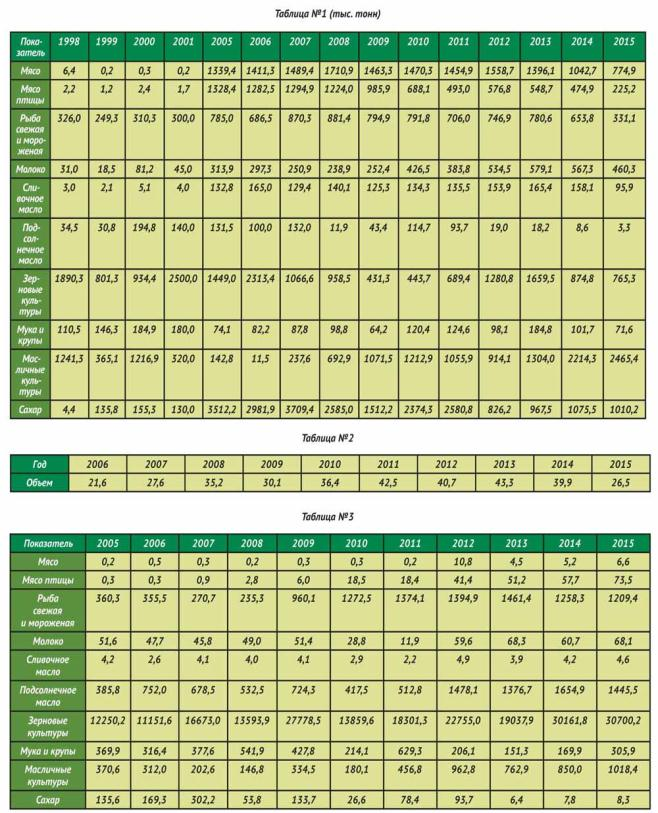 Таблица №1 (тыс. тонн)
Пока-
затель 1998 1999 2000 2001 2005 2006 2007 2008 2009 2010 2011 2012 2013 2014 2015
Мясо 6,4 0,2 0,3 0,2 1339,4 1411,3 1489,4 1710,9 1463,3 1470,3 1454,9 1558,7 1396,1 1042,7 774,9
Мясо
птицы 2,2 1,2 2,4 1,7 1328,4 1282,5 1294,9 1224,0 985,9 688,1 493,0 576,8 548,7 474,9 225,2
Рыба
свежая
и моро-
женая 326,0 249,3 310,3 300,0 785,0 686,5 870,3 881,4 794,9 791,8 706,0 746,9 780,6 653,8 331,1
Молоко 31,0 18,5 81,2 45,0 313,9 297,3 250,9 238,9 252,4 426,5 383,8 534,5 579,1 567,3 460,3
Сли-
вочное
масло 3,0 2,1 5,1 4,0 132,8 165,0 129,4 140,1 125,3 134,3 135,5 153,9 165,4 158,1 95,9
Под-
сол-
нечное
масло 34,5 30,8 194,8 140,0 131,5 100,0 132,0 11,9 43,4 114,7 93,7 19,0 18,2 8,6 3,3
Зер-
новые
куль-
туры 1890,3 801,3 934,4 2500,0 1449,0 2313,4 1066,6 958,5 431,3 443,7 689,4 1280,8 1659,5 874,8 765,3
Мука и
крупы 110,5 146,3 184,9 180,0 74,1 82,2 87,8 98,8 64,2 120,4 124,6 98,1 184,8 101,7 71,6
Мас-
личные
куль-
туры 1241,3 365,1 1216,9 320,0 142,8 11,5 237,6 692,9 1071,5 1212,9 1055,9 914,1 1304,0 2214,3 2465,4
Сахар 4,4 135,8 155,3 130,0 3512,2 2981,9 3709,4 2585,0 1512,2 2374,3 2580,8 826,2 967,5 1075,5 1010,2
Таблица №2
Год 2006 2007 2008 2009 2010 2011 2012 2013 2014 2015
Объем 21,6 27,6 35,2 30,1 36,4 42,5 40,7 43,3 39,9 26,5
Таблица №3
Показатель 2005 2006 2007 2008 2009 2010 2011 2012 2013 2014 2015
Мясо 0,2 0,5 0,3 0,2 0,3 0,3 0,2 10,8 4,5 5,2 6,6
Мясо птицы 0,3 0,3 0,9 2,8 6,0 18,5 18,4 41,4 51,2 57,7 73,5
Рыба
свежая
и мороженая 360,3 355,5 270,7 235,3 960,1 1272,5 1374,1 1394,9 1461,4 1258,3 1209,4
Молоко 51,6 47,7 45,8 49,0 51,4 28,8 11,9 59,6 68,3 60,7 68,1
Сливочное
масло 4,2 2,6 4,1 4,0 4,1 2,9 2,2 4,9 3,9 4,2 4,6
Подсолнечное
масло 385,8 752,0 678,5 532,5 724,3 417,5 512,8 1478,1 1376,7 1654,9 1445,5
Зерновые
культуры 12250,2 11151,6 16673,0 13593,9 27778,5 13859,6 18301,3 22755,0 19037,9 30161,8 30700,2
Мука и крупы 369,9 316,4 377,6 541,9 427,8 214,1 629,3 206,1 151,3 169,9 305,9
Масличные
культуры 370,6 312,0 202,6 146,8 334,5 180,1 456,8 962,8 762,9 850,0 1018,4
Сахар 135,6 169,3 302,2 53,8 133,7 26,6 78,4 93,7 6,4 7,8 8,3